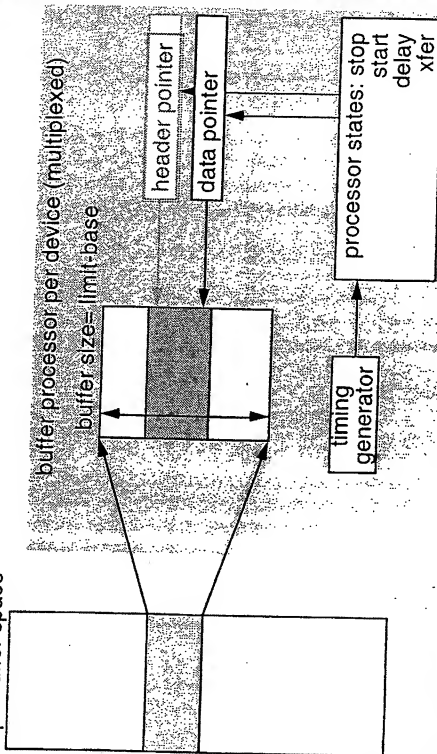 space
buffer processor per device (multiplexed)
buffer size= limit-base
header pointer
data pointer
timing
generator
processor states: stop
start
delay
xfer